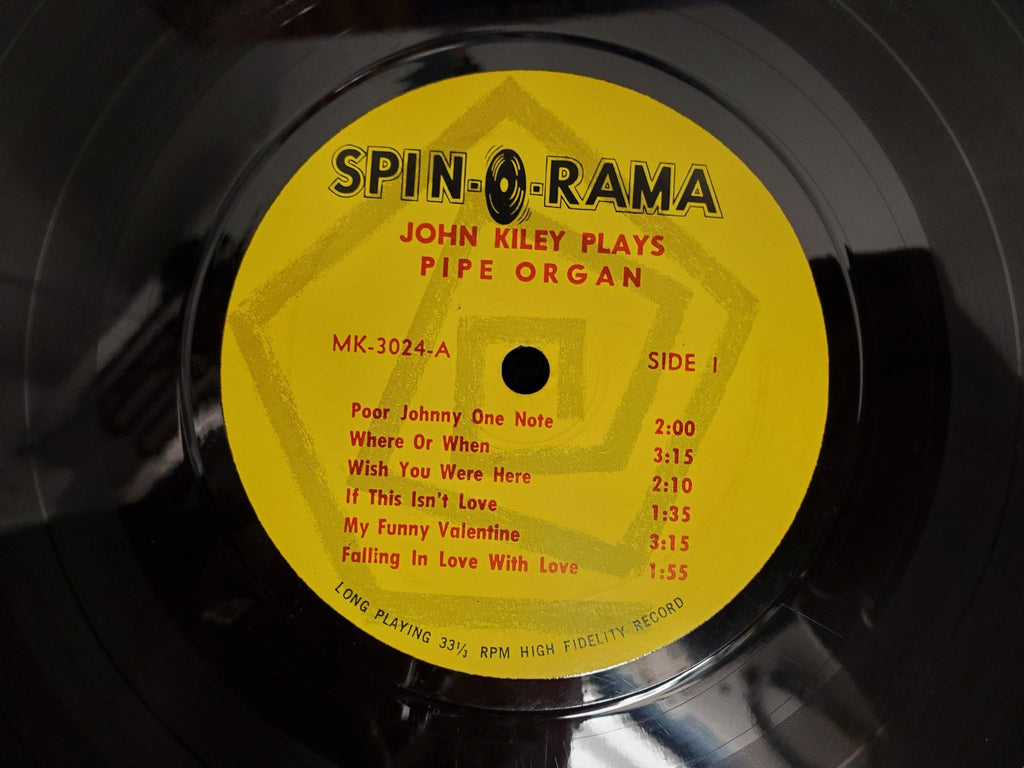 SPIN-O-RAMA
JOHN KILEY PLAYS
PIPE ORGAN
MK-3024-A SIDE 1
Poor Johnny One Note 2:00
Where Or When 3:15
Wish You Were Here 2:10
If This Isn't Love 1:35
My Funny Valentine 3:15
Falling In Love With Love 1:55
LONG PLAYING 33⅓ RPM HIGH FIDELITY RECORD